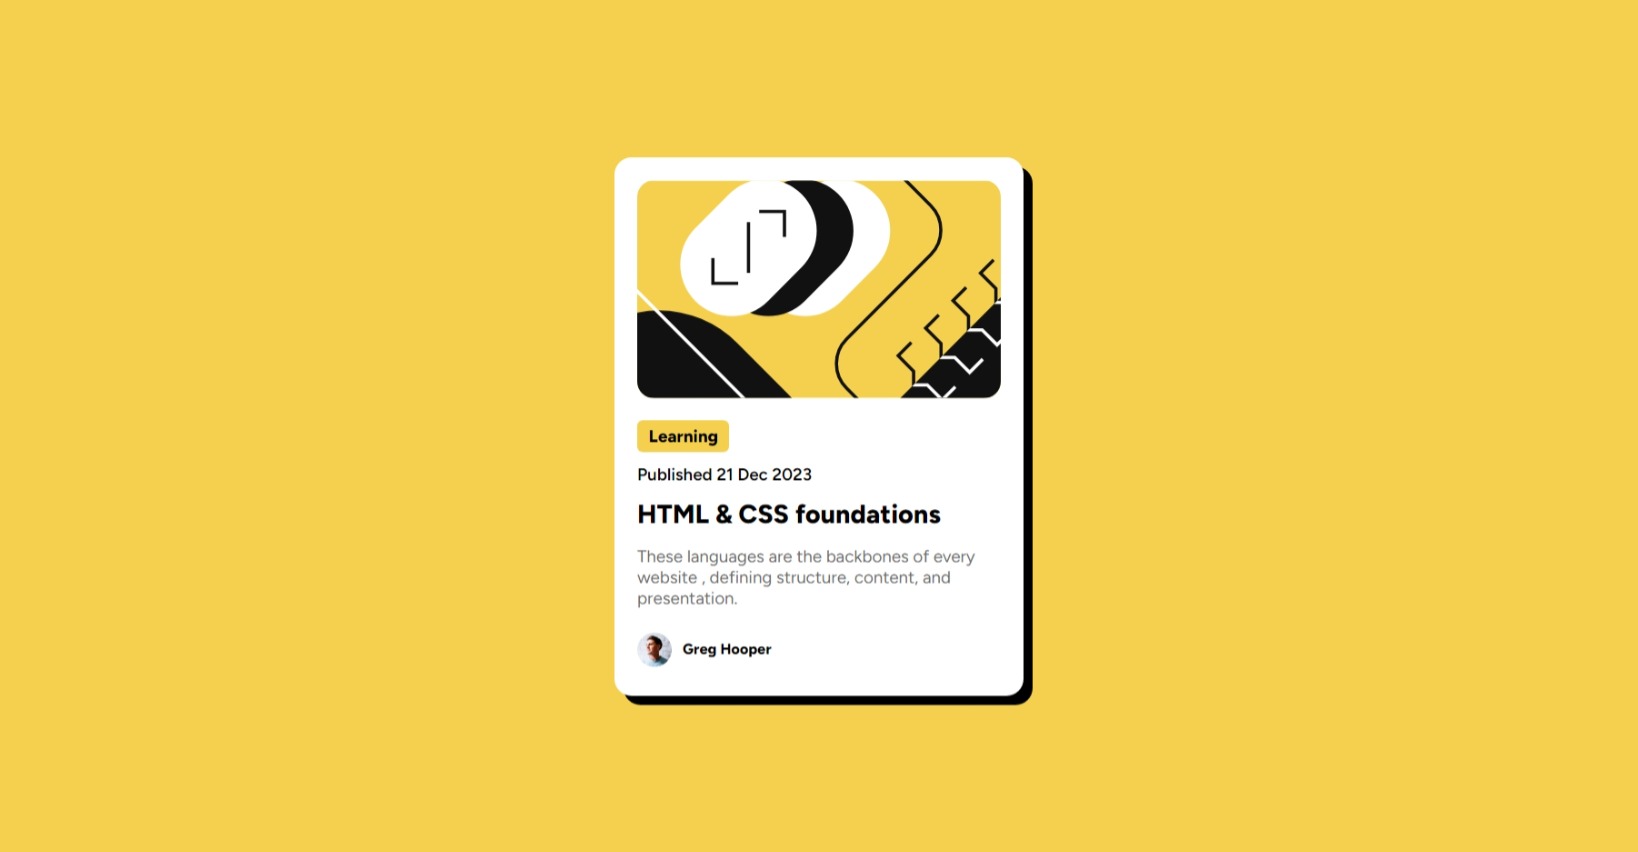 Learning
Published 21 Dec 2023
HTML & CSS foundations
These languages are the backbones of every
website , defining structure, content, and
presentation.
Greg Hooper